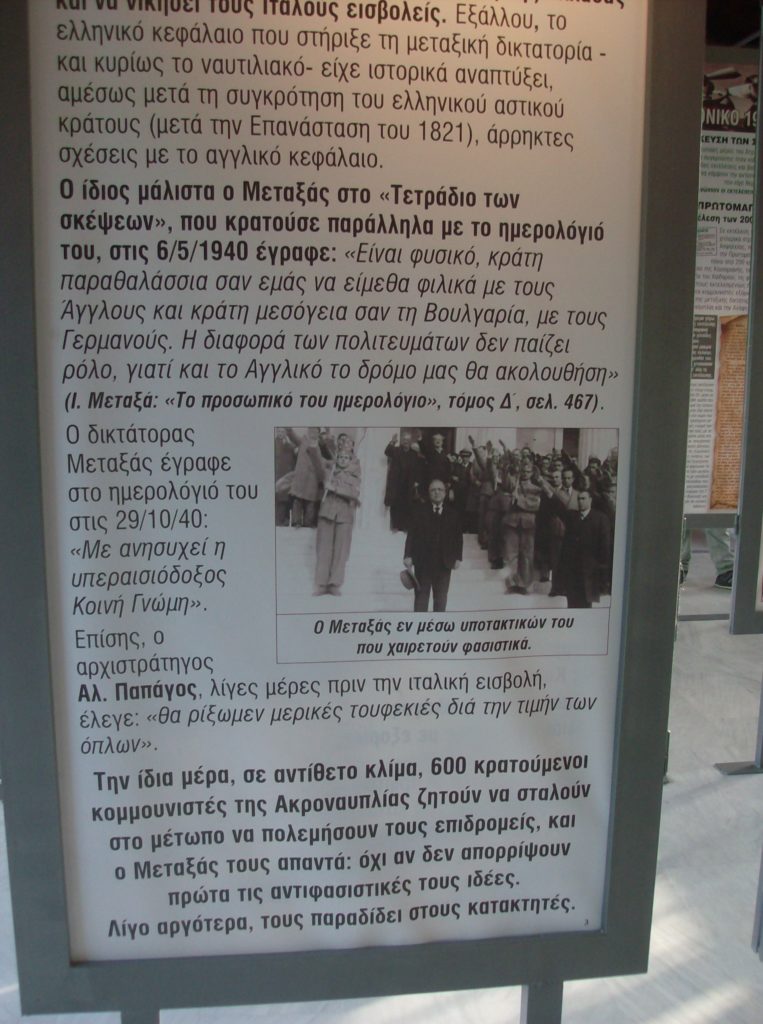 και να νικήσει τους Ιταλούς εισβολείς. Εξάλλου, το
ελληνικό κεφάλαιο που στήριξε τη μεταξική δικτατορία -
και κυρίως το ναυτιλιακό- είχε ιστορικά αναπτύξει,
αμέσως μετά τη συγκρότηση του ελληνικού αστικού
κράτους (μετά την Επανάσταση του 1821), άρρηκτες
σχέσεις με το αγγλικό κεφάλαιο.
Ο ίδιος μάλιστα ο Μεταξάς στο «Τετράδιο των
σκέψεων», που κρατούσε παράλληλα με το ημερολόγιό
του, στις 6/5/1940 έγραφε: «Είναι φυσικό, κράτη
παραθαλάσσια σαν εμάς να είμεθα φιλικά με τους
Άγγλους και κράτη μεσόγεια σαν τη Βουλγαρία, με τους
Γερμανούς. Η διαφορά των πολιτευμάτων δεν παίζει
ρόλο, γιατί και το Αγγλικό το δρόμο μας θα ακολουθήση»
(Ι. Μεταξά: «Το προσωπικό του ημερολόγιο», τόμος Δ΄, σελ. 467).
Ο δικτάτορας
Μεταξάς έγραφε
στο ημερολόγιό του
στις 29/10/40:
«Με ανησυχεί η
υπεραισιόδοξος
Κοινή Γνώμη».
Ο Μεταξάς εν μέσω υποτακτικών του
που χαιρετούν φασιστικά.
Επίσης, ο
αρχιστράτηγος
Αλ. Παπάγος, λίγες μέρες πριν την ιταλική εισβολή,
έλεγε: «θα ρίξωμεν μερικές τουφεκιές διά την τιμήν των
όπλων».
Την ίδια μέρα, σε αντίθετο κλίμα, 600 κρατούμενοι
κομμουνιστές της Ακροναυπλίας ζητούν να σταλούν
στο μέτωπο να πολεμήσουν τους επιδρομείς, και
ο Μεταξάς τους απαντά: όχι αν δεν απορρίψουν
πρώτα τις αντιφασιστικές τους ιδέες.
Λίγο αργότερα, τους παραδίδει στους κατακτητές.
3